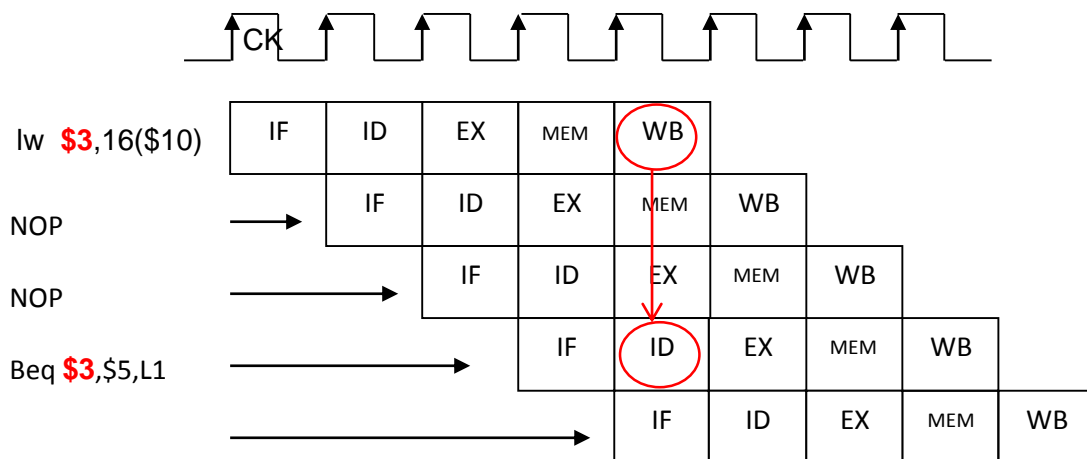 CK
lw $3,16($10) IF ID EX MEM WB
NOP IF ID EX MEM WB
NOP IF ID EX MEM WB
Beq $3,$5,L1 IF ID EX MEM WB
IF ID EX MEM WB